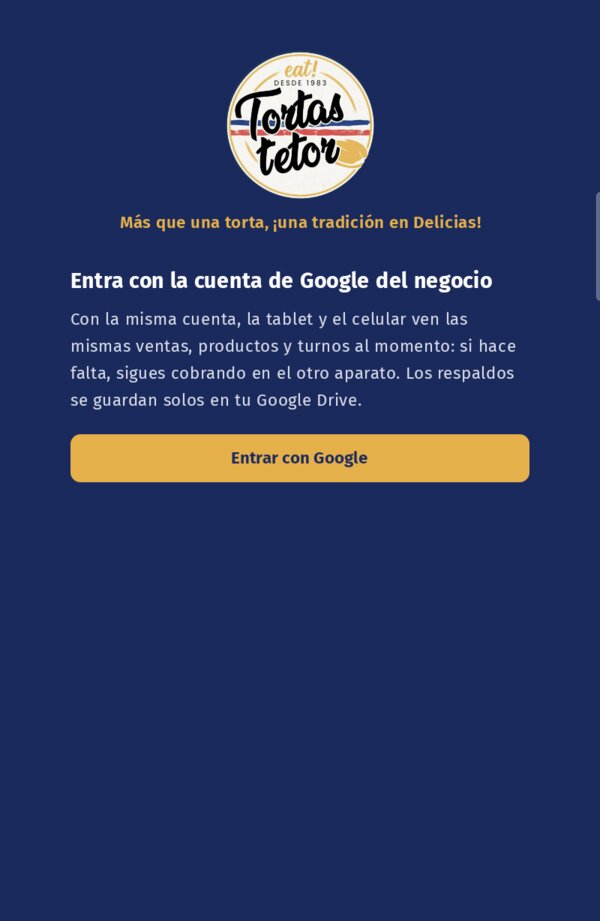 eat!
DESDE 1983
Tortas
tetor
Más que una torta, ¡una tradición en Delicias!
Entra con la cuenta de Google del negocio
Con la misma cuenta, la tablet y el celular ven las
mismas ventas, productos y turnos al momento: si hace
falta, sigues cobrando en el otro aparato. Los respaldos
se guardan solos en tu Google Drive.
Entrar con Google